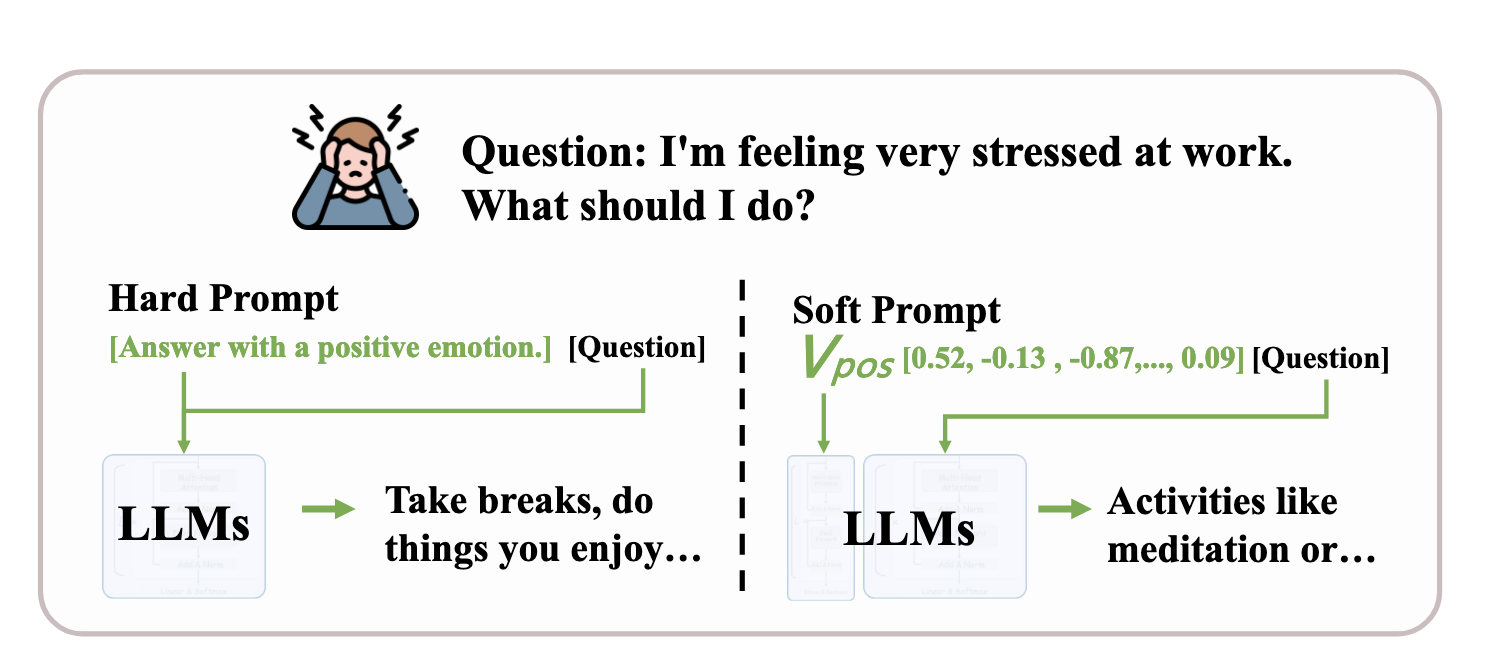 Question: I'm feeling very stressed at work.
What should I do?
Hard Prompt
[Answer with a positive emotion.] [Question]
LLMs
Take breaks, do
things you enjoy…
Soft Prompt
Vpos [0.52, -0.13 , -0.87,..., 0.09] [Question]
LLMs
Activities like
meditation or…